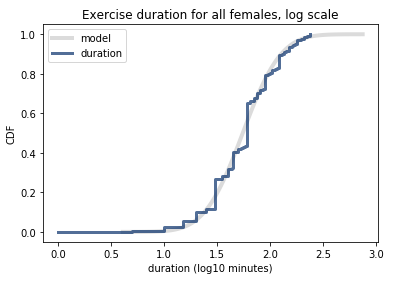 Exercise duration for all females, log scale
model
duration
CDF
1.0
0.8
0.6
0.4
0.2
0.0
0.0 0.5 1.0 1.5 2.0 2.5 3.0
duration (log10 minutes)